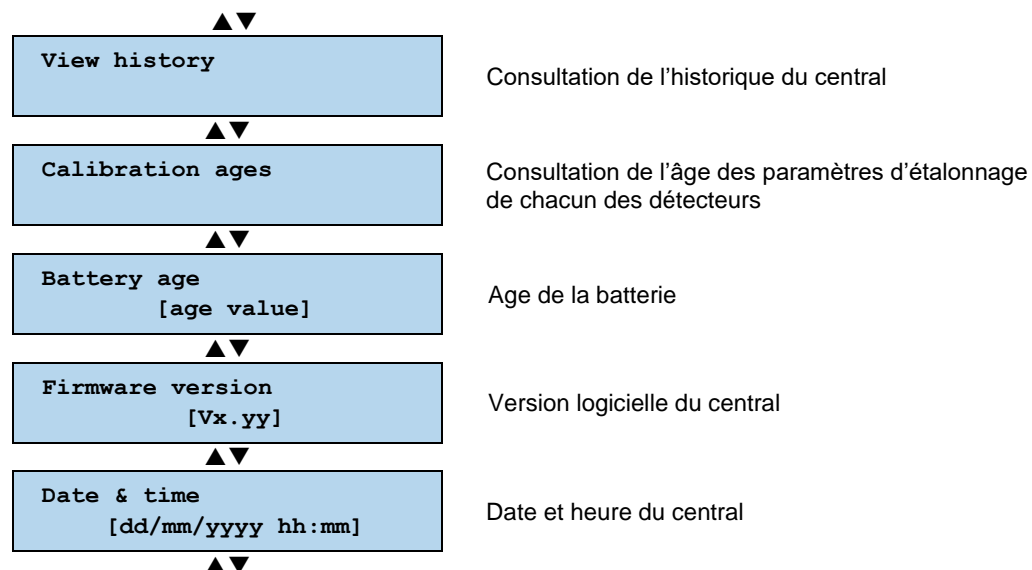 ▲▼
View history
Consultation de l'historique du central
▲▼
Calibration ages
Consultation de l'âge des paramètres d'étalonnage
de chacun des détecteurs
▲▼
Battery age
[age value]
Age de la batterie
▲▼
Firmware version
[Vx.yy]
Version logicielle du central
▲▼
Date & time
[dd/mm/yyyy hh:mm]
Date et heure du central
▲▼